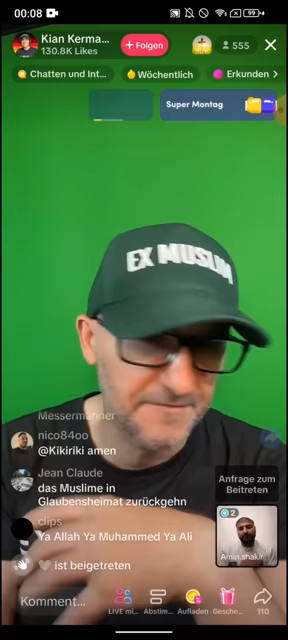 00:08
99+
Kian Kerma...
130.8K Likes
+ Folgen
555
Chatten und Int...
Wöchentlich
Erkunden
Super Montag
EX MUSLIM
Messermahner
nico84oo
@Kikiriki amen
Jean Claude
das Muslime in
Glaubensheimat zurückgehn
clips
Ya Allah Ya Muhammed Ya Ali
ist beigetreten
Anfrage zum
Beitreten
2
Amin,shakir
Komment...
LIVE mi...
Abstim...
Aufladen
Gesche...
110